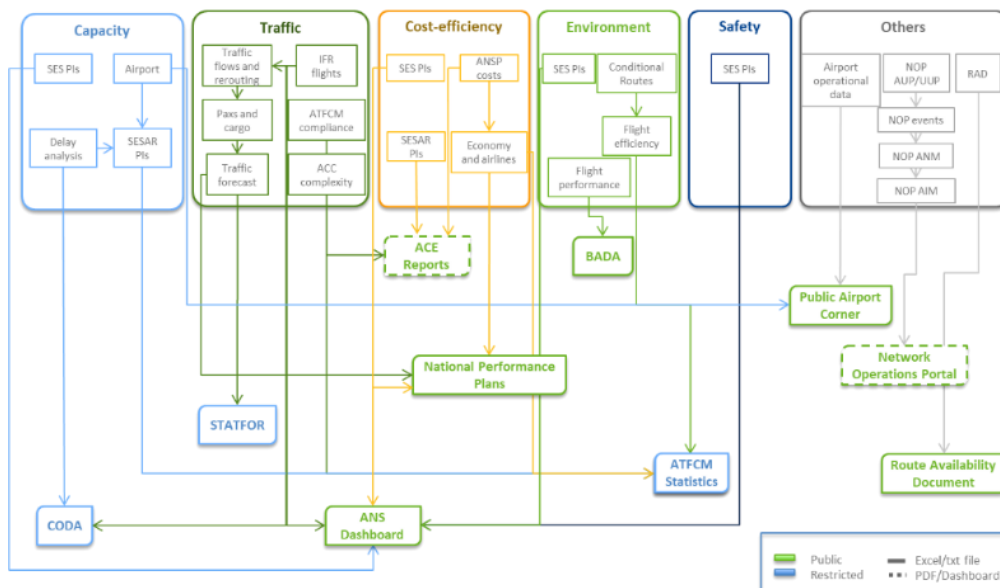 Capacity
Traffic
Cost-efficiency
Environment
Safety
Others
SES PIs
Airport
Delay
analysis
SESAR
PIs
Traffic
flows and
rerouting
IFR
flights
Paxs and
cargo
ATFCM
compliance
Traffic
forecast
ACC
complexity
SES PIs
ANSP
costs
SESAR
PIs
Economy
and airlines
SES PIs
Conditional
Routes
Flight
efficiency
Flight
performance
SES PIs
Airport
operational
data
NOP
AUP/UUP
RAD
NOP events
NOP ANM
NOP AIM
ACE
Reports
BADA
Public Airport
Corner
National Performance
Plans
Network
Operations Portal
STATFOR
ATFCM
Statistics
Route Availability
Document
CODA
ANS
Dashboard
Public
Restricted
Excel/txt file
PDF/Dashboard